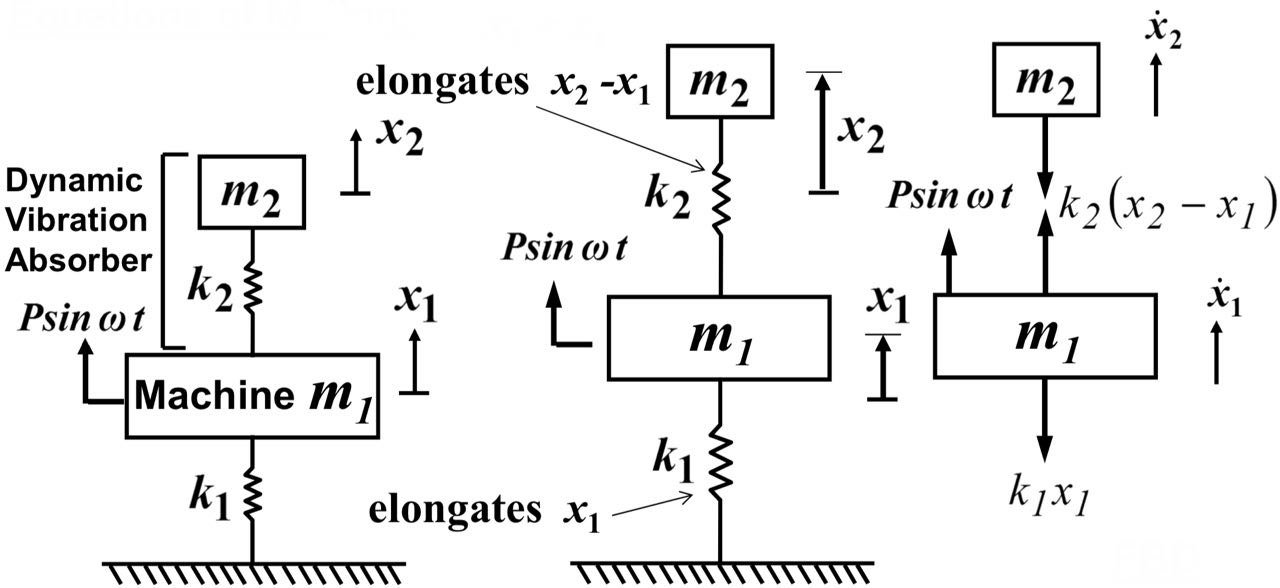 Dynamic
Vibration
Absorber
m₂
x₂
k₂
Psin ω t
x₁
Machine m₁
k₁
elongates x₂ -x₁
m₂
x₂
k₂
Psin ω t
x₁
m₁
k₁
elongates x₁
m₂
ẋ₂
Psin ω t
k₂(x₂ − x₁)
m₁
ẋ₁
k₁x₁